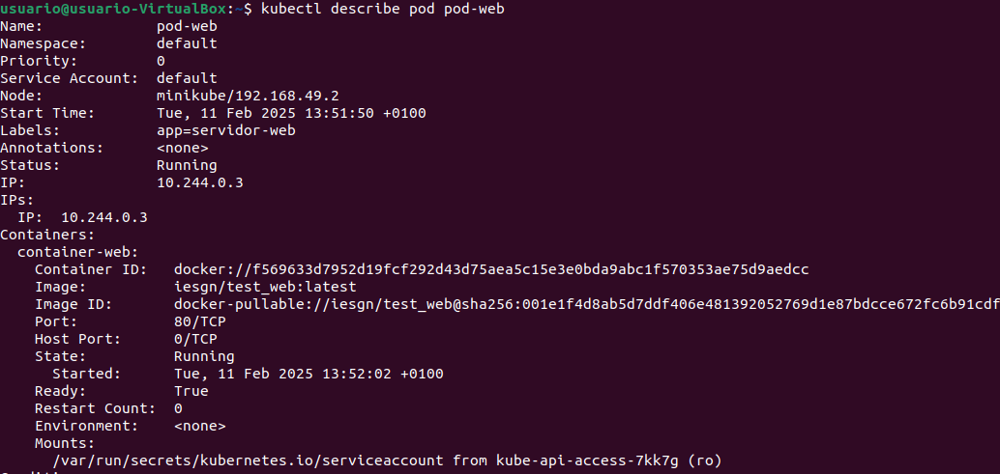 usuario@usuario-VirtualBox:~$ kubectl describe pod pod-web
Name:             pod-web
Namespace:        default
Priority:         0
Service Account:  default
Node:             minikube/192.168.49.2
Start Time:       Tue, 11 Feb 2025 13:51:50 +0100
Labels:           app=servidor-web
Annotations:      <none>
Status:           Running
IP:               10.244.0.3
IPs:
  IP:  10.244.0.3
Containers:
  container-web:
    Container ID:   docker://f569633d7952d19fcf292d43d75aea5c15e3e0bda9abc1f570353ae75d9aedcc
    Image:          iesgn/test_web:latest
    Image ID:       docker-pullable://iesgn/test_web@sha256:001e1f4d8ab5d7ddf406e481392052769d1e87bdcce672fc6b91cdf
    Port:           80/TCP
    Host Port:      0/TCP
    State:          Running
      Started:      Tue, 11 Feb 2025 13:52:02 +0100
    Ready:          True
    Restart Count:  0
    Environment:    <none>
    Mounts:
      /var/run/secrets/kubernetes.io/serviceaccount from kube-api-access-7kk7g (ro)